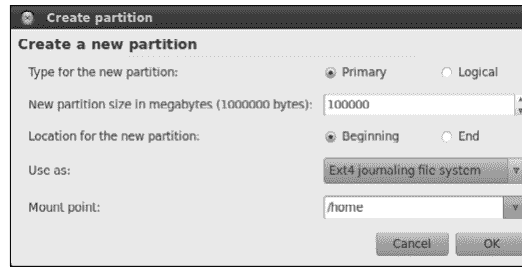 Create partition
Create a new partition
Type for the new partition: Primary Logical
New partition size in megabytes (1000000 bytes): 100000
Location for the new partition: Beginning End
Use as: Ext4 journaling file system
Mount point: /home
Cancel OK